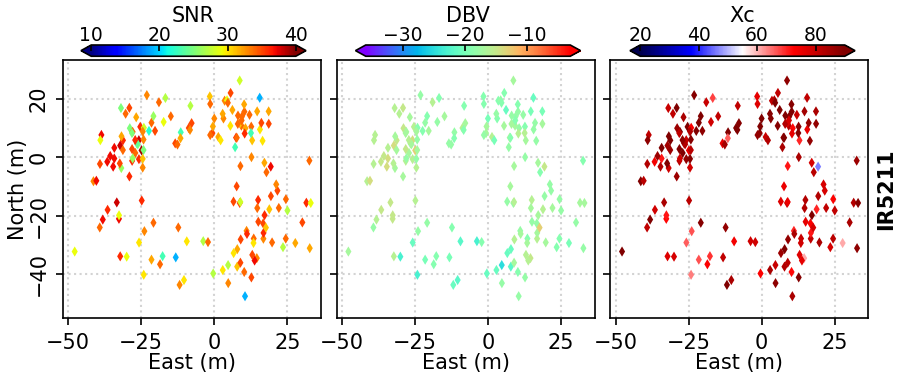 SNR DBV Xc
10 20 30 40 −30 −20 −10 20 40 60 80
20
0
−20
−40
North (m)
IR5211
−50 −25 0 25 −50 −25 0 25 −50 −25 0 25
East (m) East (m) East (m)